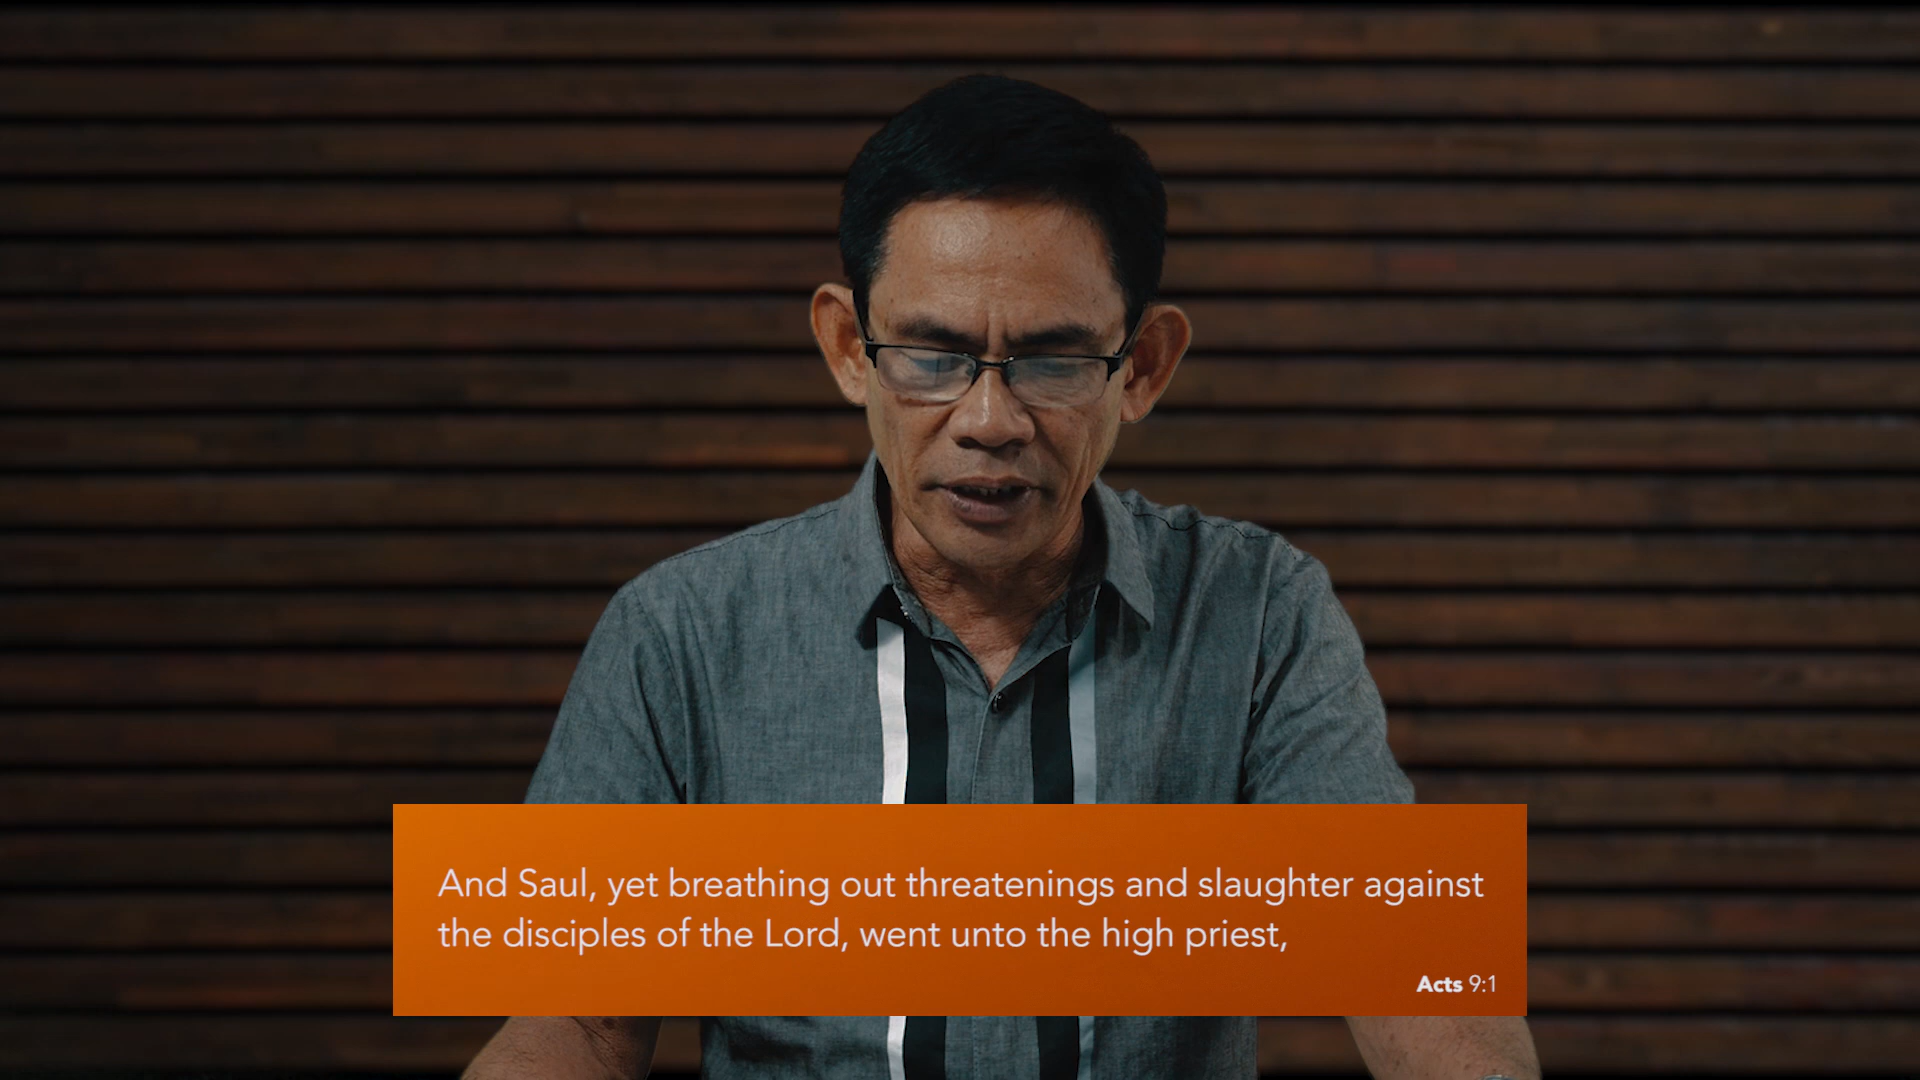 And Saul, yet breathing out threatenings and slaughter against
the disciples of the Lord, went unto the high priest,
Acts 9:1